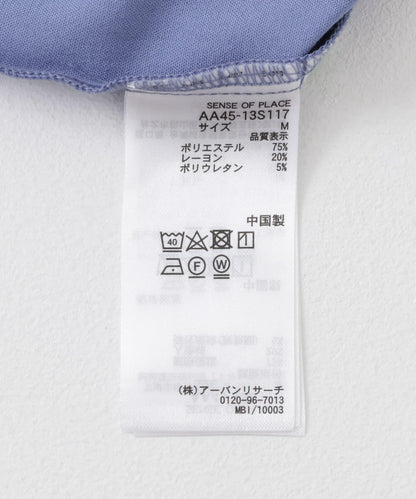 SENSE OF PLACE
AA45-13S117
サイズ M
品質表示
ポリエステル 75%
レーヨン 20%
ポリウレタン 5%
中国製
40
F W
(株)アーバンリサーチ
0120-96-7013
MBI/10003